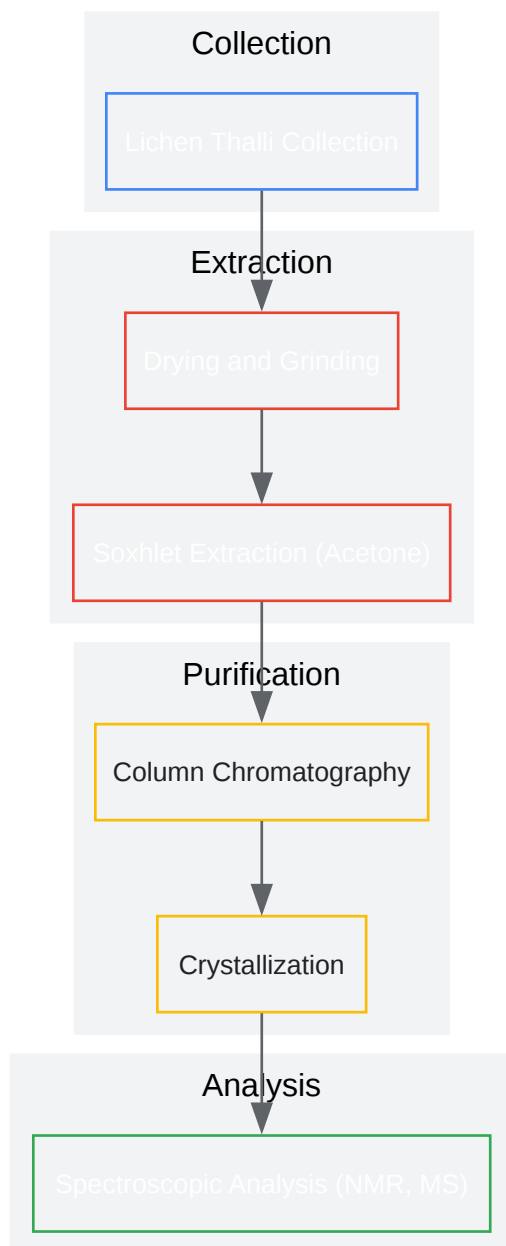 Collection
Lichen Thalli Collection
Extraction
Drying and Grinding
Soxhlet Extraction (Acetone)
Purification
Column Chromatography
Crystallization
Analysis
Spectroscopic Analysis (NMR, MS)